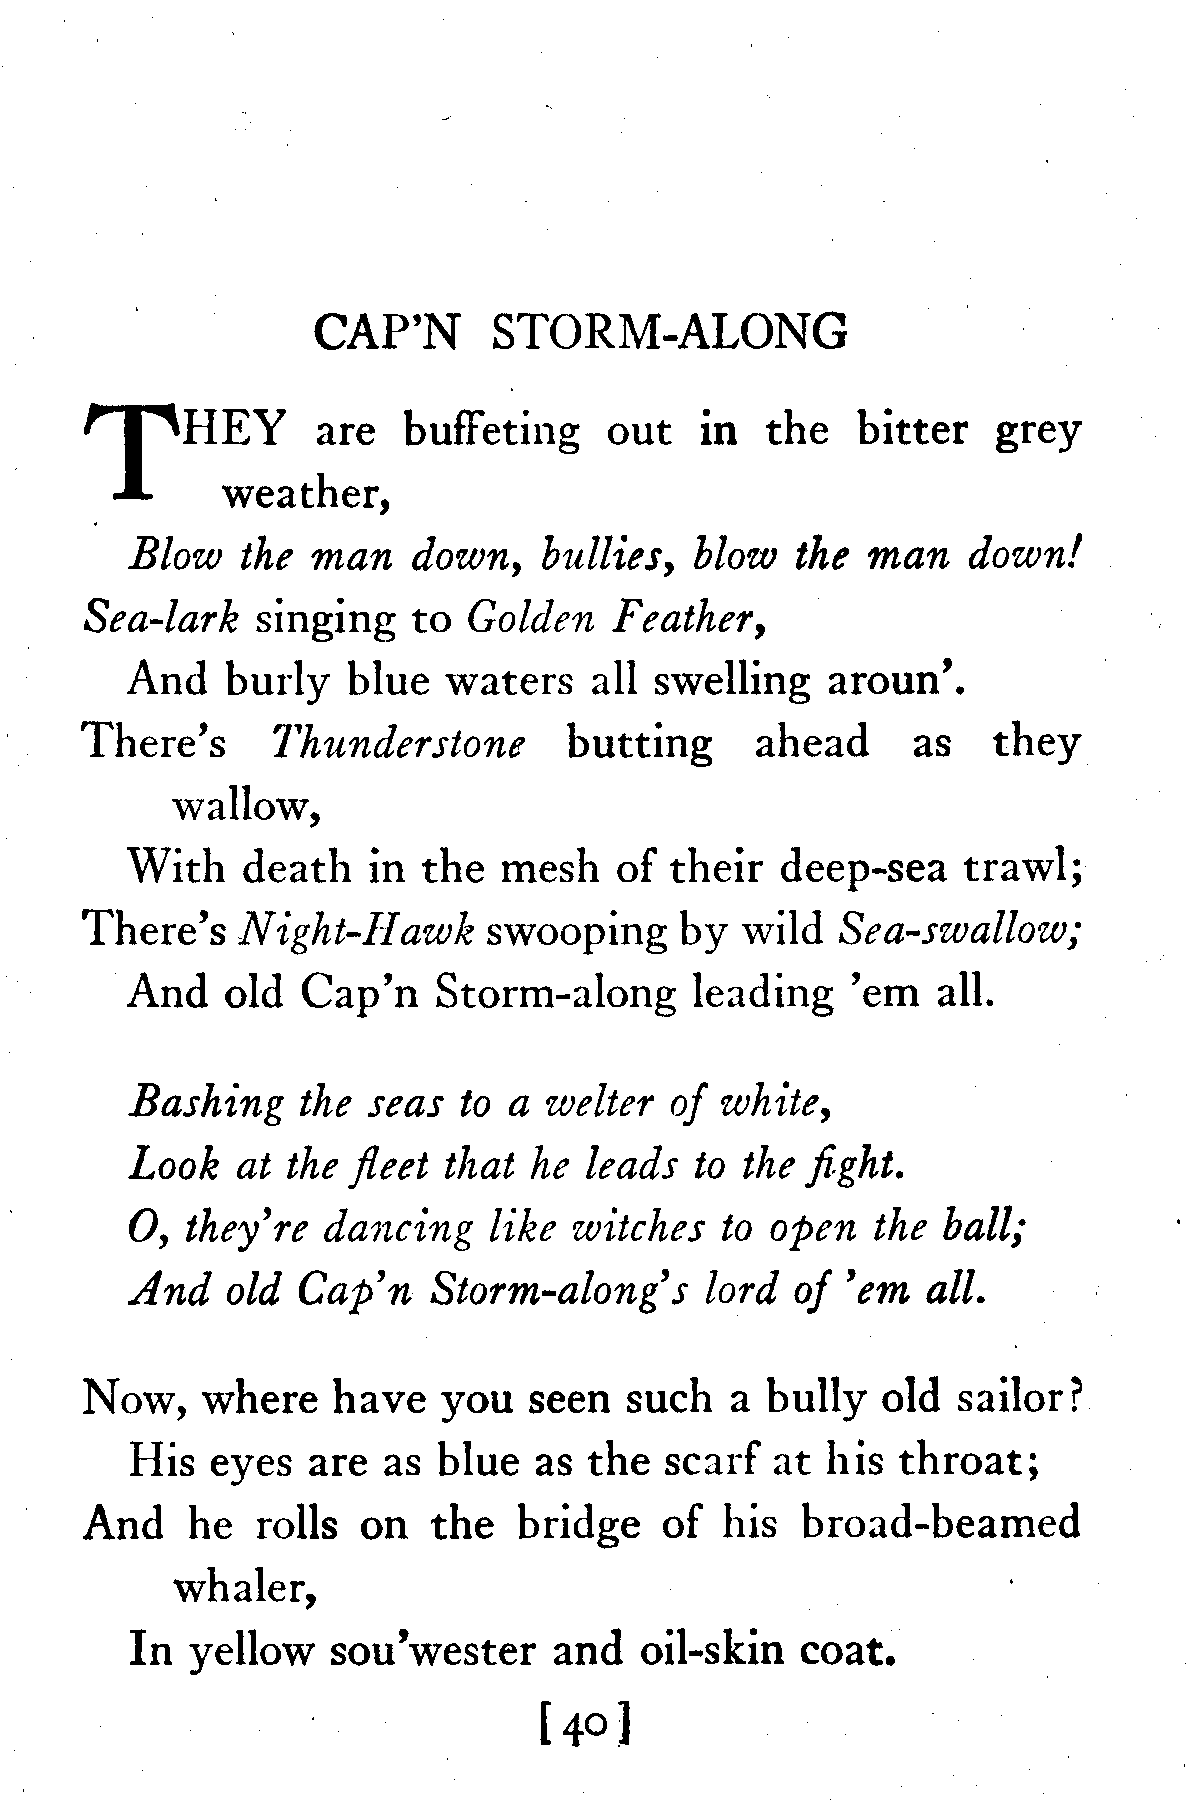 CAP'N STORM-ALONG
THEY are buffeting out in the bitter grey
weather,
Blow the man down, bullies, blow the man down!
Sea-lark singing to Golden Feather,
And burly blue waters all swelling aroun'.
There's Thunderstone butting ahead as they
wallow,
With death in the mesh of their deep-sea trawl;
There's Night-Hawk swooping by wild Sea-swallow;
And old Cap'n Storm-along leading 'em all.
Bashing the seas to a welter of white,
Look at the fleet that he leads to the fight.
O, they're dancing like witches to open the ball;
And old Cap'n Storm-along's lord of 'em all.
Now, where have you seen such a bully old sailor?
His eyes are as blue as the scarf at his throat;
And he rolls on the bridge of his broad-beamed
whaler,
In yellow sou'wester and oil-skin coat.
[40]